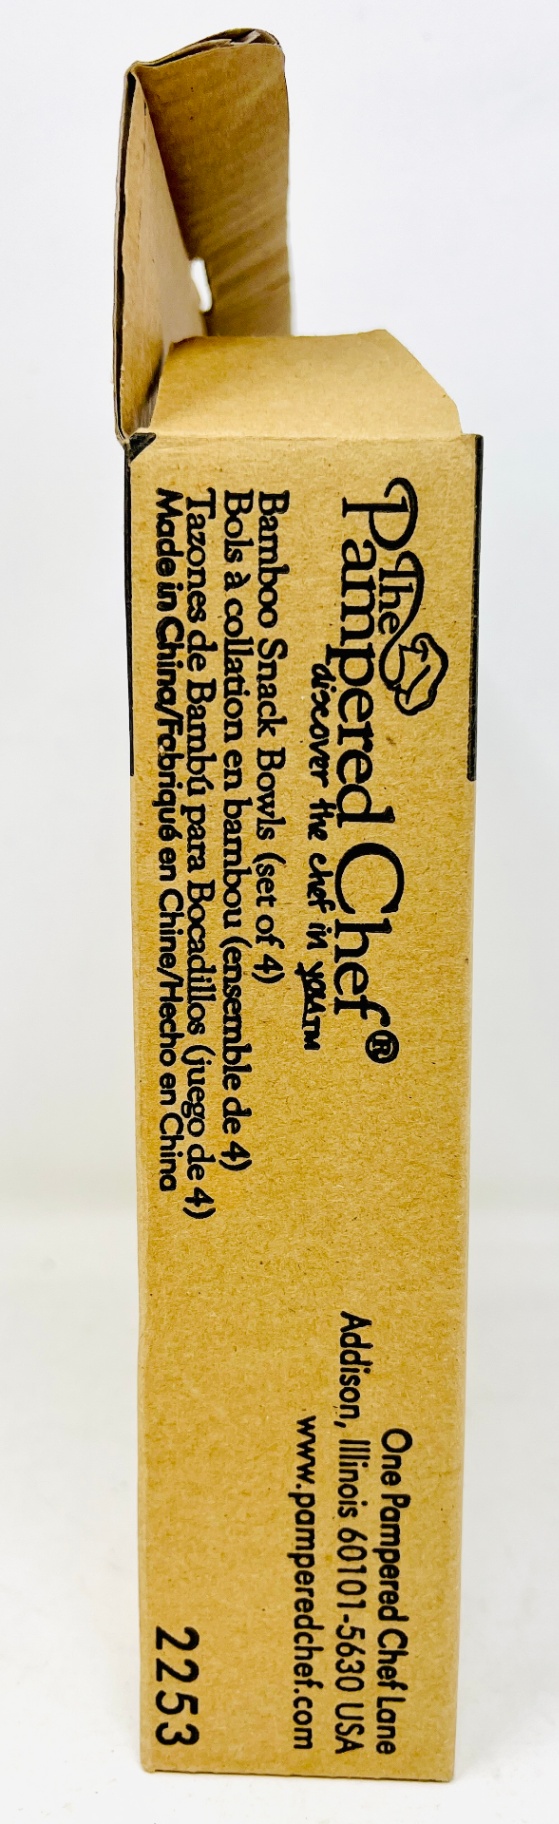 The
Pampered Chef®
discover the chef in you™
Bamboo Snack Bowls (set of 4)
Bols à collation en bambou (ensemble de 4)
Tazones de Bambú para Bocadillos (juego de 4)
Made in China/Fabriqué en Chine/Hecho en China
One Pampered Chef Lane
Addison, Illinois 60101-5630 USA
www.pamperedchef.com
2253